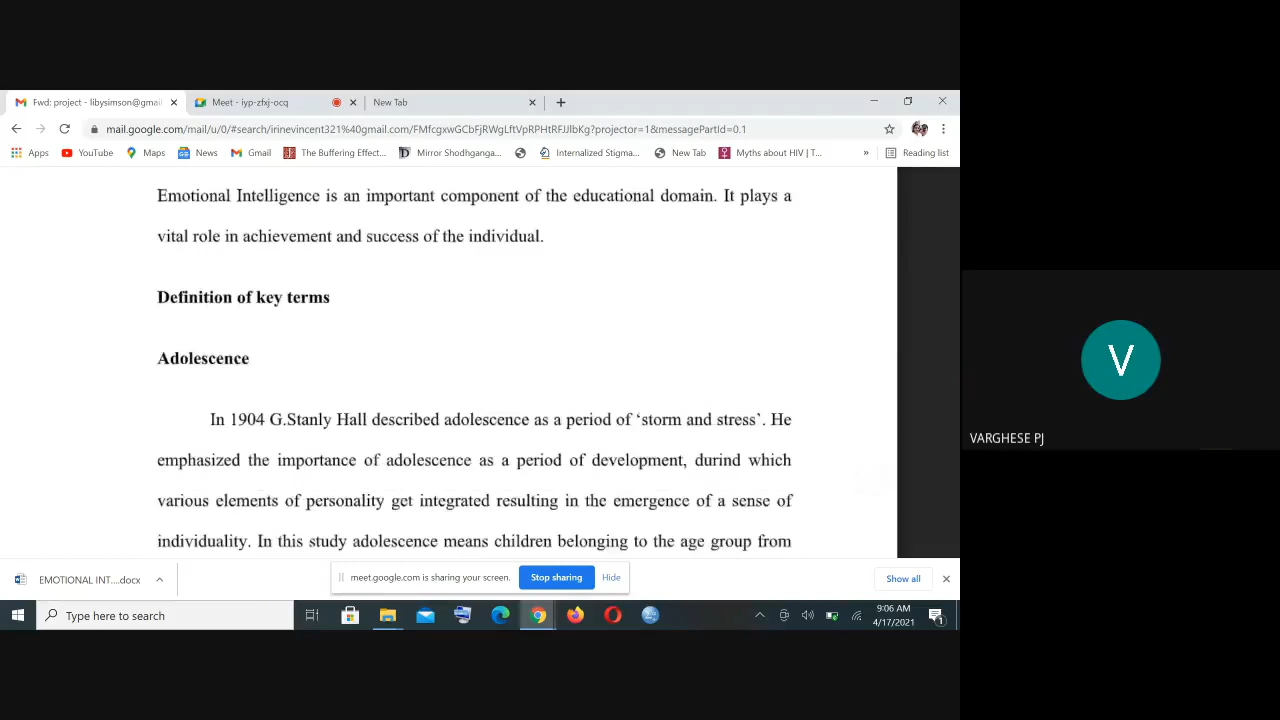 Fwd: project - libysimson@gmai
Meet - iyp-zfxj-ocq
New Tab
mail.google.com/mail/u/0/#search/irinevincent321%40gmail.com/FMfcgxwGCbFjRWgLftVpRPHtRFJJlbKg?projector=1&messagePartId=0.1
Apps
YouTube
Maps
News
Gmail
The Buffering Effect...
Mirror Shodhganga...
Internalized Stigma...
New Tab
Myths about HIV | T...
»
Reading list
Emotional Intelligence is an important component of the educational domain. It plays a
vital role in achievement and success of the individual.
Definition of key terms
Adolescence
In 1904 G.Stanly Hall described adolescence as a period of ‘storm and stress’. He
emphasized the importance of adolescence as a period of development, durind which
various elements of personality get integrated resulting in the emergence of a sense of
individuality. In this study adolescence means children belonging to the age group from
V
VARGHESE PJ
EMOTIONAL INT....docx
meet.google.com is sharing your screen.
Stop sharing
Hide
Show all
Type here to search
9:06 AM
4/17/2021
1